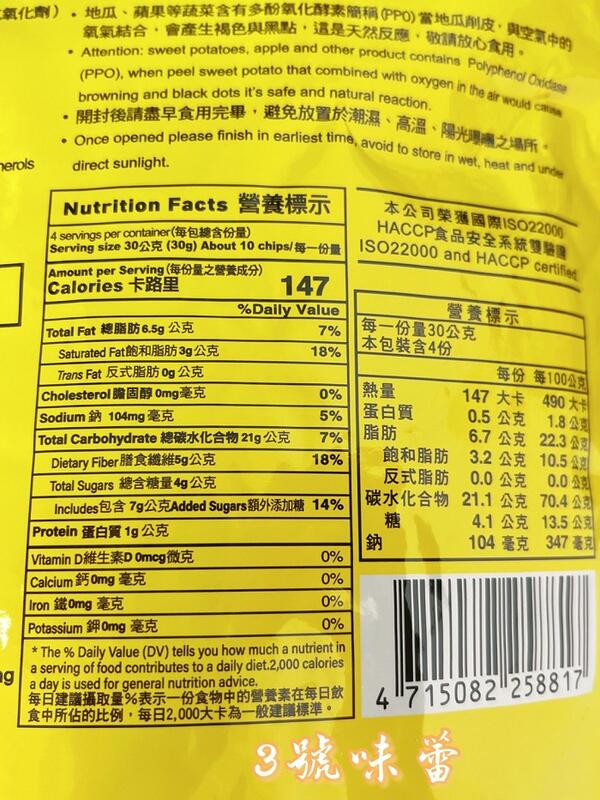 氧化劑）
• 地瓜、蘋果等蔬菜含有多酚氧化酵素簡稱(PPO)當地瓜削皮，與空氣中的
氧氣結合，會產生褐色與黑點，這是天然反應，敬請放心食用。
• Attention: sweet potatoes, apple and other product contains Polyphenol Oxidase
(PPO), when peel sweet potato that combined with oxygen in the air would cause
browning and black dots it's safe and natural reaction.
• 開封後請盡早食用完畢，避免放置於潮濕、高溫、陽光曝曬之場所。
• Once opened please finish in earliest time, avoid to store in wet, heat and under
direct sunlight.
herols
Nutrition Facts 營養標示
4 servings per container(每包總含份量)
Serving size 30公克 (30g) About 10 chips/每一份量
Amount per Serving (每份量之營養成分)
Calories 卡路里 147
%Daily Value
Total Fat 總脂肪6.5g 公克 7%
Saturated Fat飽和脂肪3g公克 18%
Trans Fat 反式脂肪0g公克
Cholesterol膽固醇0mg毫克 0%
Sodium 鈉 104mg 毫克 5%
Total Carbohydrate 總碳水化合物21g公克 7%
Dietary Fiber膳食纖維5g公克 18%
Total Sugars 總含糖量4g公克
Includes包含 7g公克Added Sugars額外添加糖 14%
Protein 蛋白質1g公克
Vitamin D維生素D 0mcg微克 0%
Calcium 鈣0mg 毫克 0%
Iron 鐵0mg 毫克 0%
Potassium 鉀0mg 毫克 0%
* The % Daily Value (DV) tells you how much a nutrient in
a serving of food contributes to a daily diet.2,000 calories
a day is used for general nutrition advice.
每日建議攝取量%表示一份食物中的營養素在每日飲
食中所佔的比例，每日2,000大卡為一般建議標準。
本公司榮獲國際ISO22000
HACCP食品安全系統雙驗證
ISO22000 and HACCP certified
營養標示
每一份量30公克
本包裝含4份
每份 每100公克
熱量 147 大卡 490 大卡
蛋白質 0.5 公克 1.8 公克
脂肪 6.7 公克 22.3 公克
飽和脂肪 3.2 公克 10.5 公克
反式脂肪 0.0 公克 0.0 公克
碳水化合物 21.1 公克 70.4 公克
糖 4.1 公克 13.5 公克
鈉 104 毫克 347 毫克
4 715082 258817
ng
3號味蕾